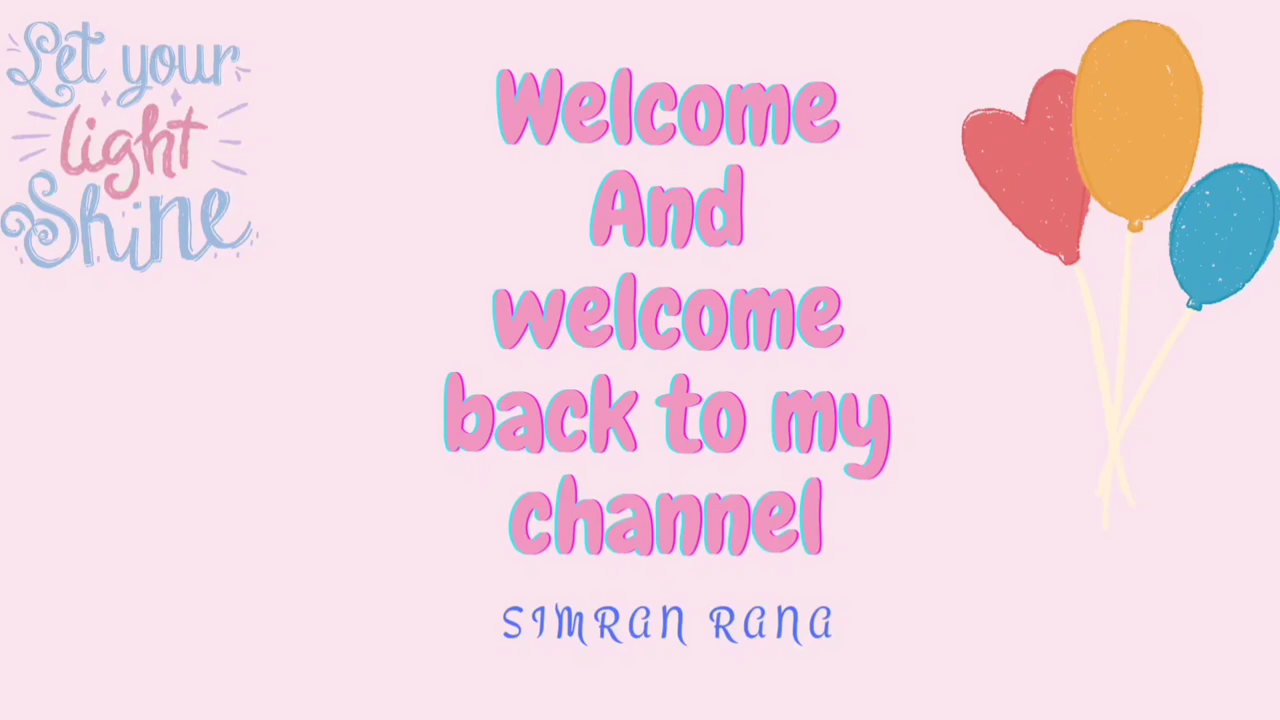 Let your
light
Shine
Welcome
And
welcome
back to my
channel
SIMRAN RANA